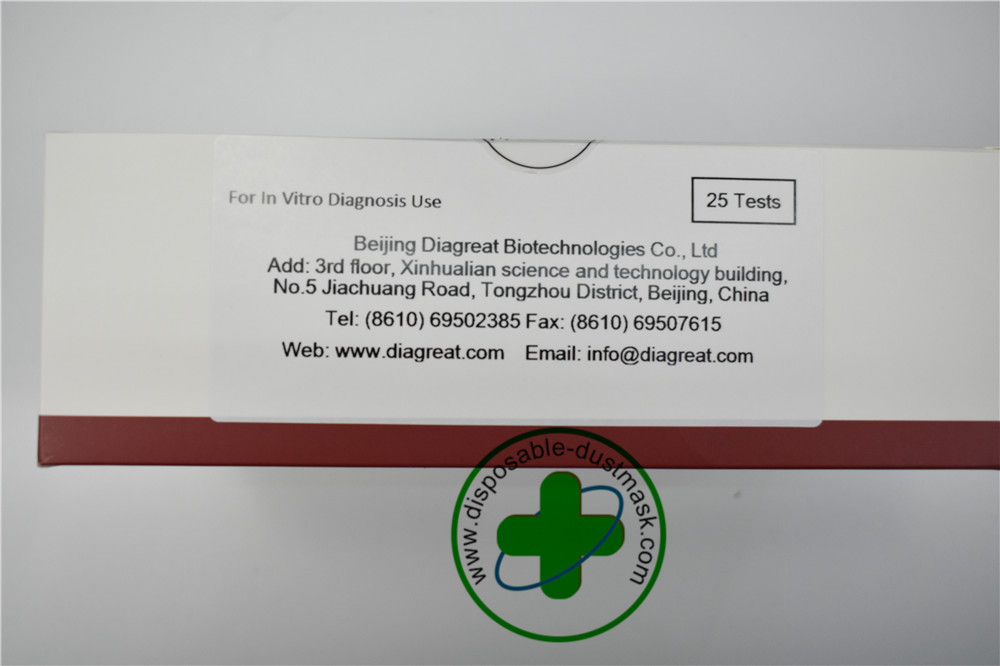 For In Vitro Diagnosis Use
25 Tests
Beijing Diagreat Biotechnologies Co., Ltd
Add: 3rd floor, Xinhualian science and technology building,
No.5 Jiachuang Road, Tongzhou District, Beijing, China
Tel: (8610) 69502385 Fax: (8610) 69507615
Web: www.diagreat.com Email: info@diagreat.com
www.disposable-dustmask.com